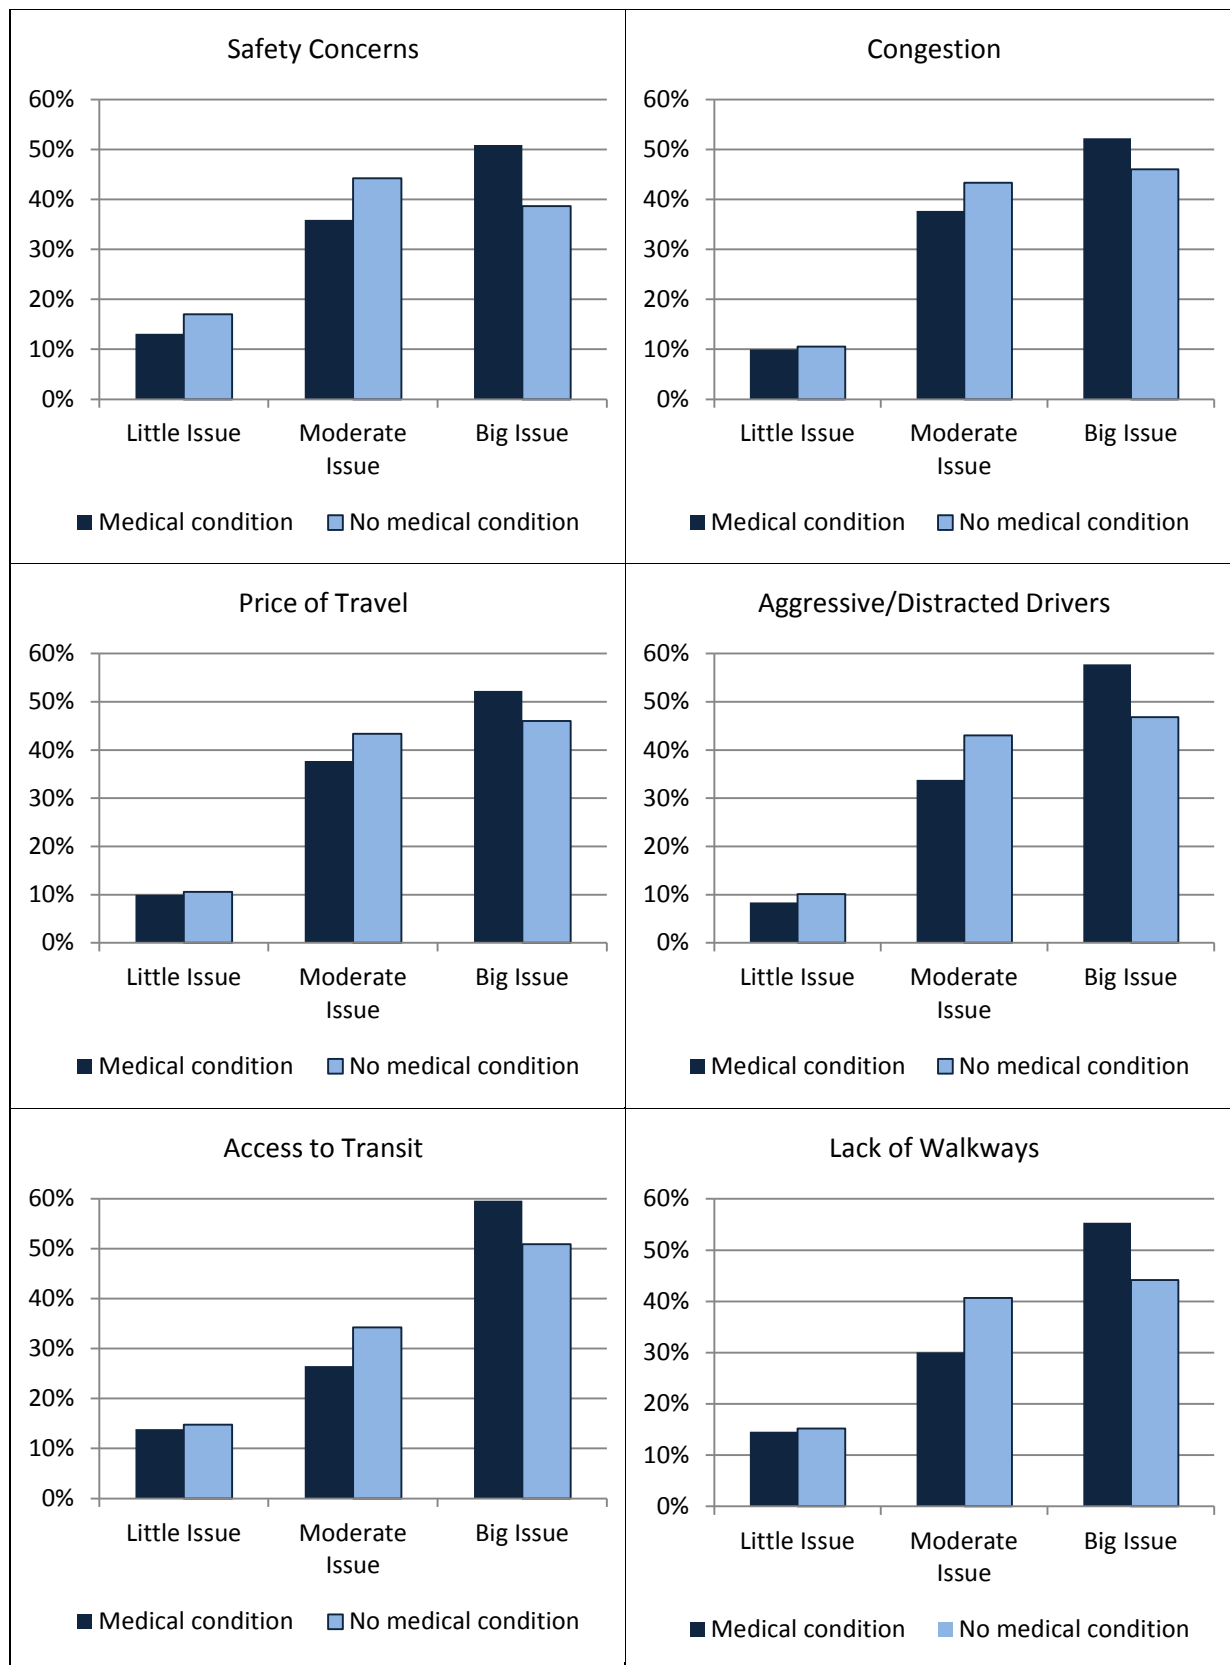 Safety Concerns
60%
50%
40%
30%
20%
10%
0%
Little Issue Moderate Issue Big Issue
Medical condition No medical condition
Congestion
60%
50%
40%
30%
20%
10%
0%
Little Issue Moderate Issue Big Issue
Medical condition No medical condition
Price of Travel
60%
50%
40%
30%
20%
10%
0%
Little Issue Moderate Issue Big Issue
Medical condition No medical condition
Aggressive/Distracted Drivers
60%
50%
40%
30%
20%
10%
0%
Little Issue Moderate Issue Big Issue
Medical condition No medical condition
Access to Transit
60%
50%
40%
30%
20%
10%
0%
Little Issue Moderate Issue Big Issue
Medical condition No medical condition
Lack of Walkways
60%
50%
40%
30%
20%
10%
0%
Little Issue Moderate Issue Big Issue
Medical condition No medical condition